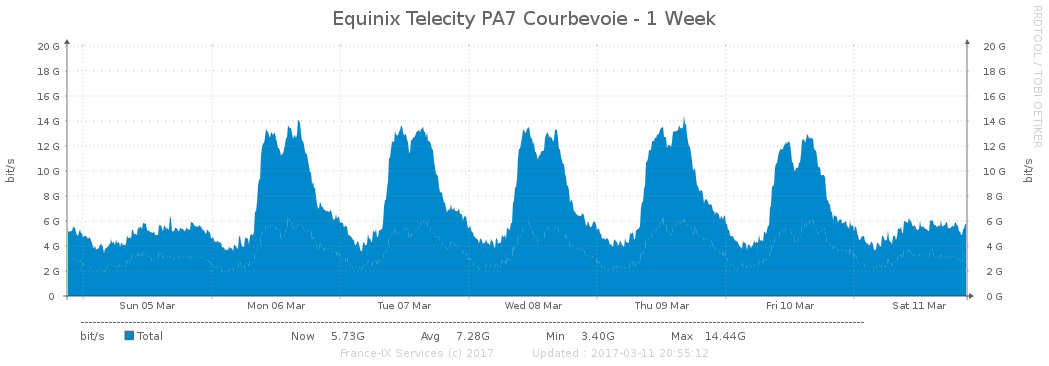 Equinix Telecity PA7 Courbevoie - 1 Week
RRDTOOL / TOBI OETIKER
20 G 20 G
18 G 18 G
16 G 16 G
14 G 14 G
12 G 12 G
10 G 10 G
8 G 8 G
6 G 6 G
4 G 4 G
2 G 2 G
0 0 G
bit/s bit/s
Sun 05 Mar Mon 06 Mar Tue 07 Mar Wed 08 Mar Thu 09 Mar Fri 10 Mar Sat 11 Mar
bit/s Total Now 5.73G Avg 7.28G Min 3.40G Max 14.44G
France-IX Services (c) 2017 Updated : 2017-03-11 20:55:12